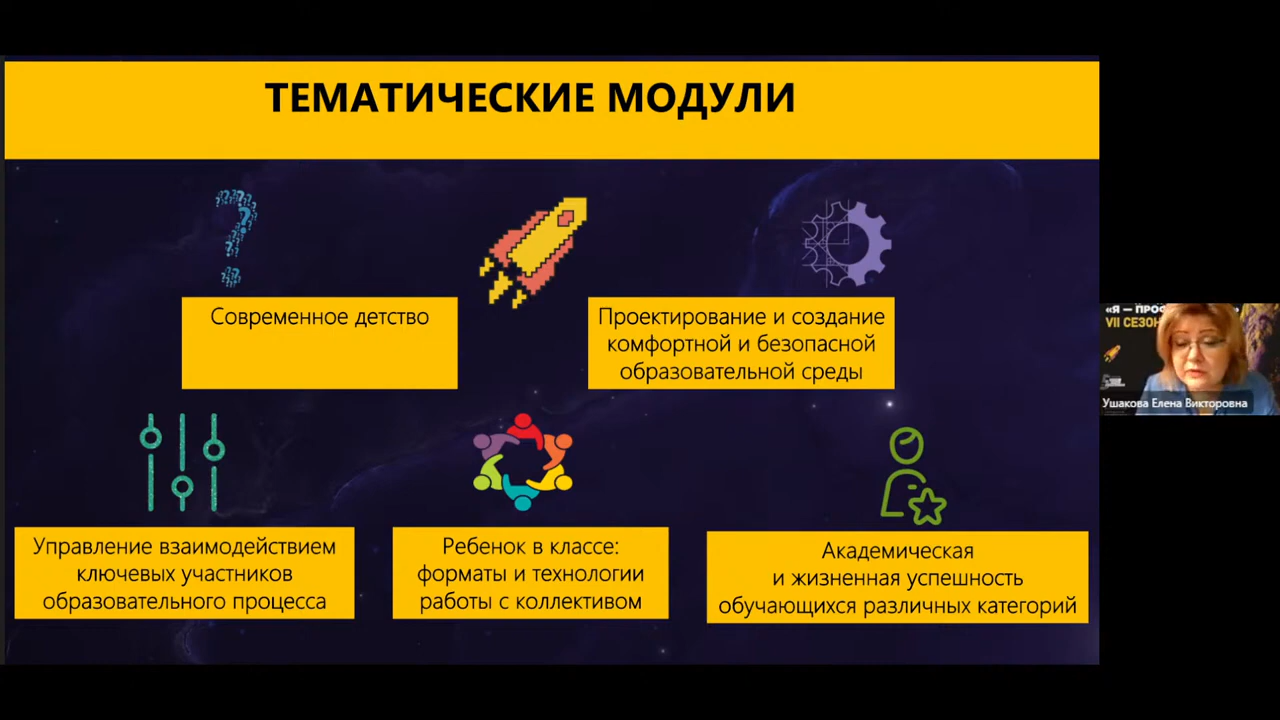 ТЕМАТИЧЕСКИЕ МОДУЛИ
Современное детство
Проектирование и создание
комфортной и безопасной
образовательной среды
Управление взаимодействием
ключевых участников
образовательного процесса
Ребенок в классе:
форматы и технологии
работы с коллективом
Академическая
и жизненная успешность
обучающихся различных категорий
«Я — 
VII СЕЗОН
Ушакова Елена Викторовна